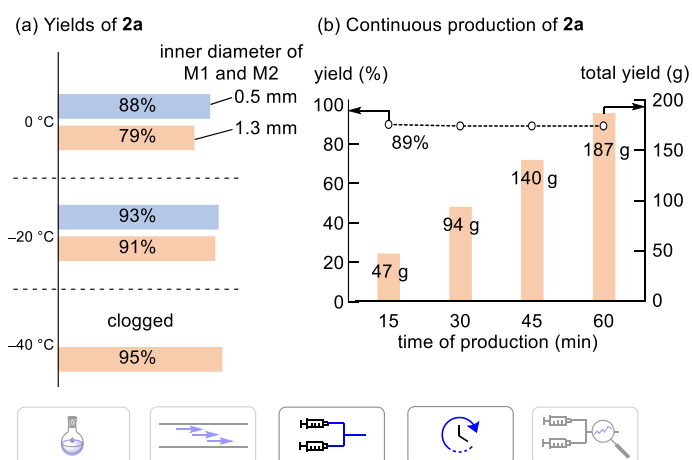 (a) Yields of 2a
inner diameter of
M1 and M2
0 °C
88%
0.5 mm
79%
1.3 mm
–20 °C
93%
91%
–40 °C
clogged
95%
(b) Continuous production of 2a
yield (%)
total yield (g)
100
80
60
40
20
0
200
150
100
50
0
89%
47 g
94 g
140 g
187 g
15 30 45 60
time of production (min)